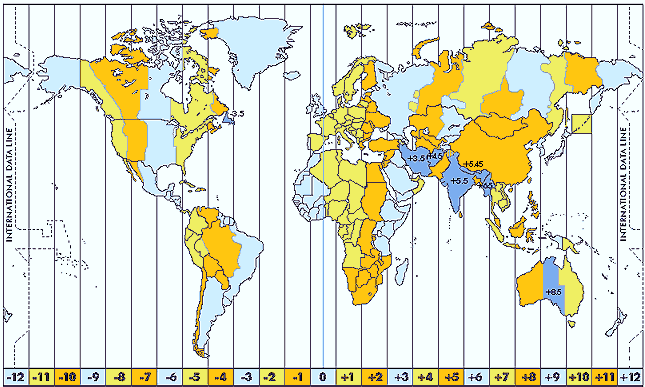 INTERNATIONAL DATA LINE
-3.5
+3.5
+4.5
+5.45
+5.5
+6.5
+8.5
INTERNATIONAL DATA LINE
-12 -11 -10 -9 -8 -7 -6 -5 -4 -3 -2 -1 0 +1 +2 +3 +4 +5 +6 +7 +8 +9 +10 +11 +12